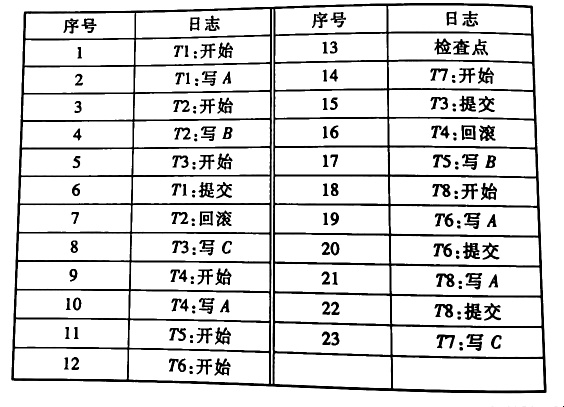 序号 日志 序号 日志
1 T1:开始 13 检查点
2 T1:写 A 14 T7:开始
3 T2:开始 15 T3:提交
4 T2:写 B 16 T4:回滚
5 T3:开始 17 T5:写 B
6 T1:提交 18 T8:开始
7 T2:回滚 19 T6:写 A
8 T3:写 C 20 T6:提交
9 T4:开始 21 T8:写 A
10 T4:写 A 22 T8:提交
11 T5:开始 23 T7:写 C
12 T6:开始